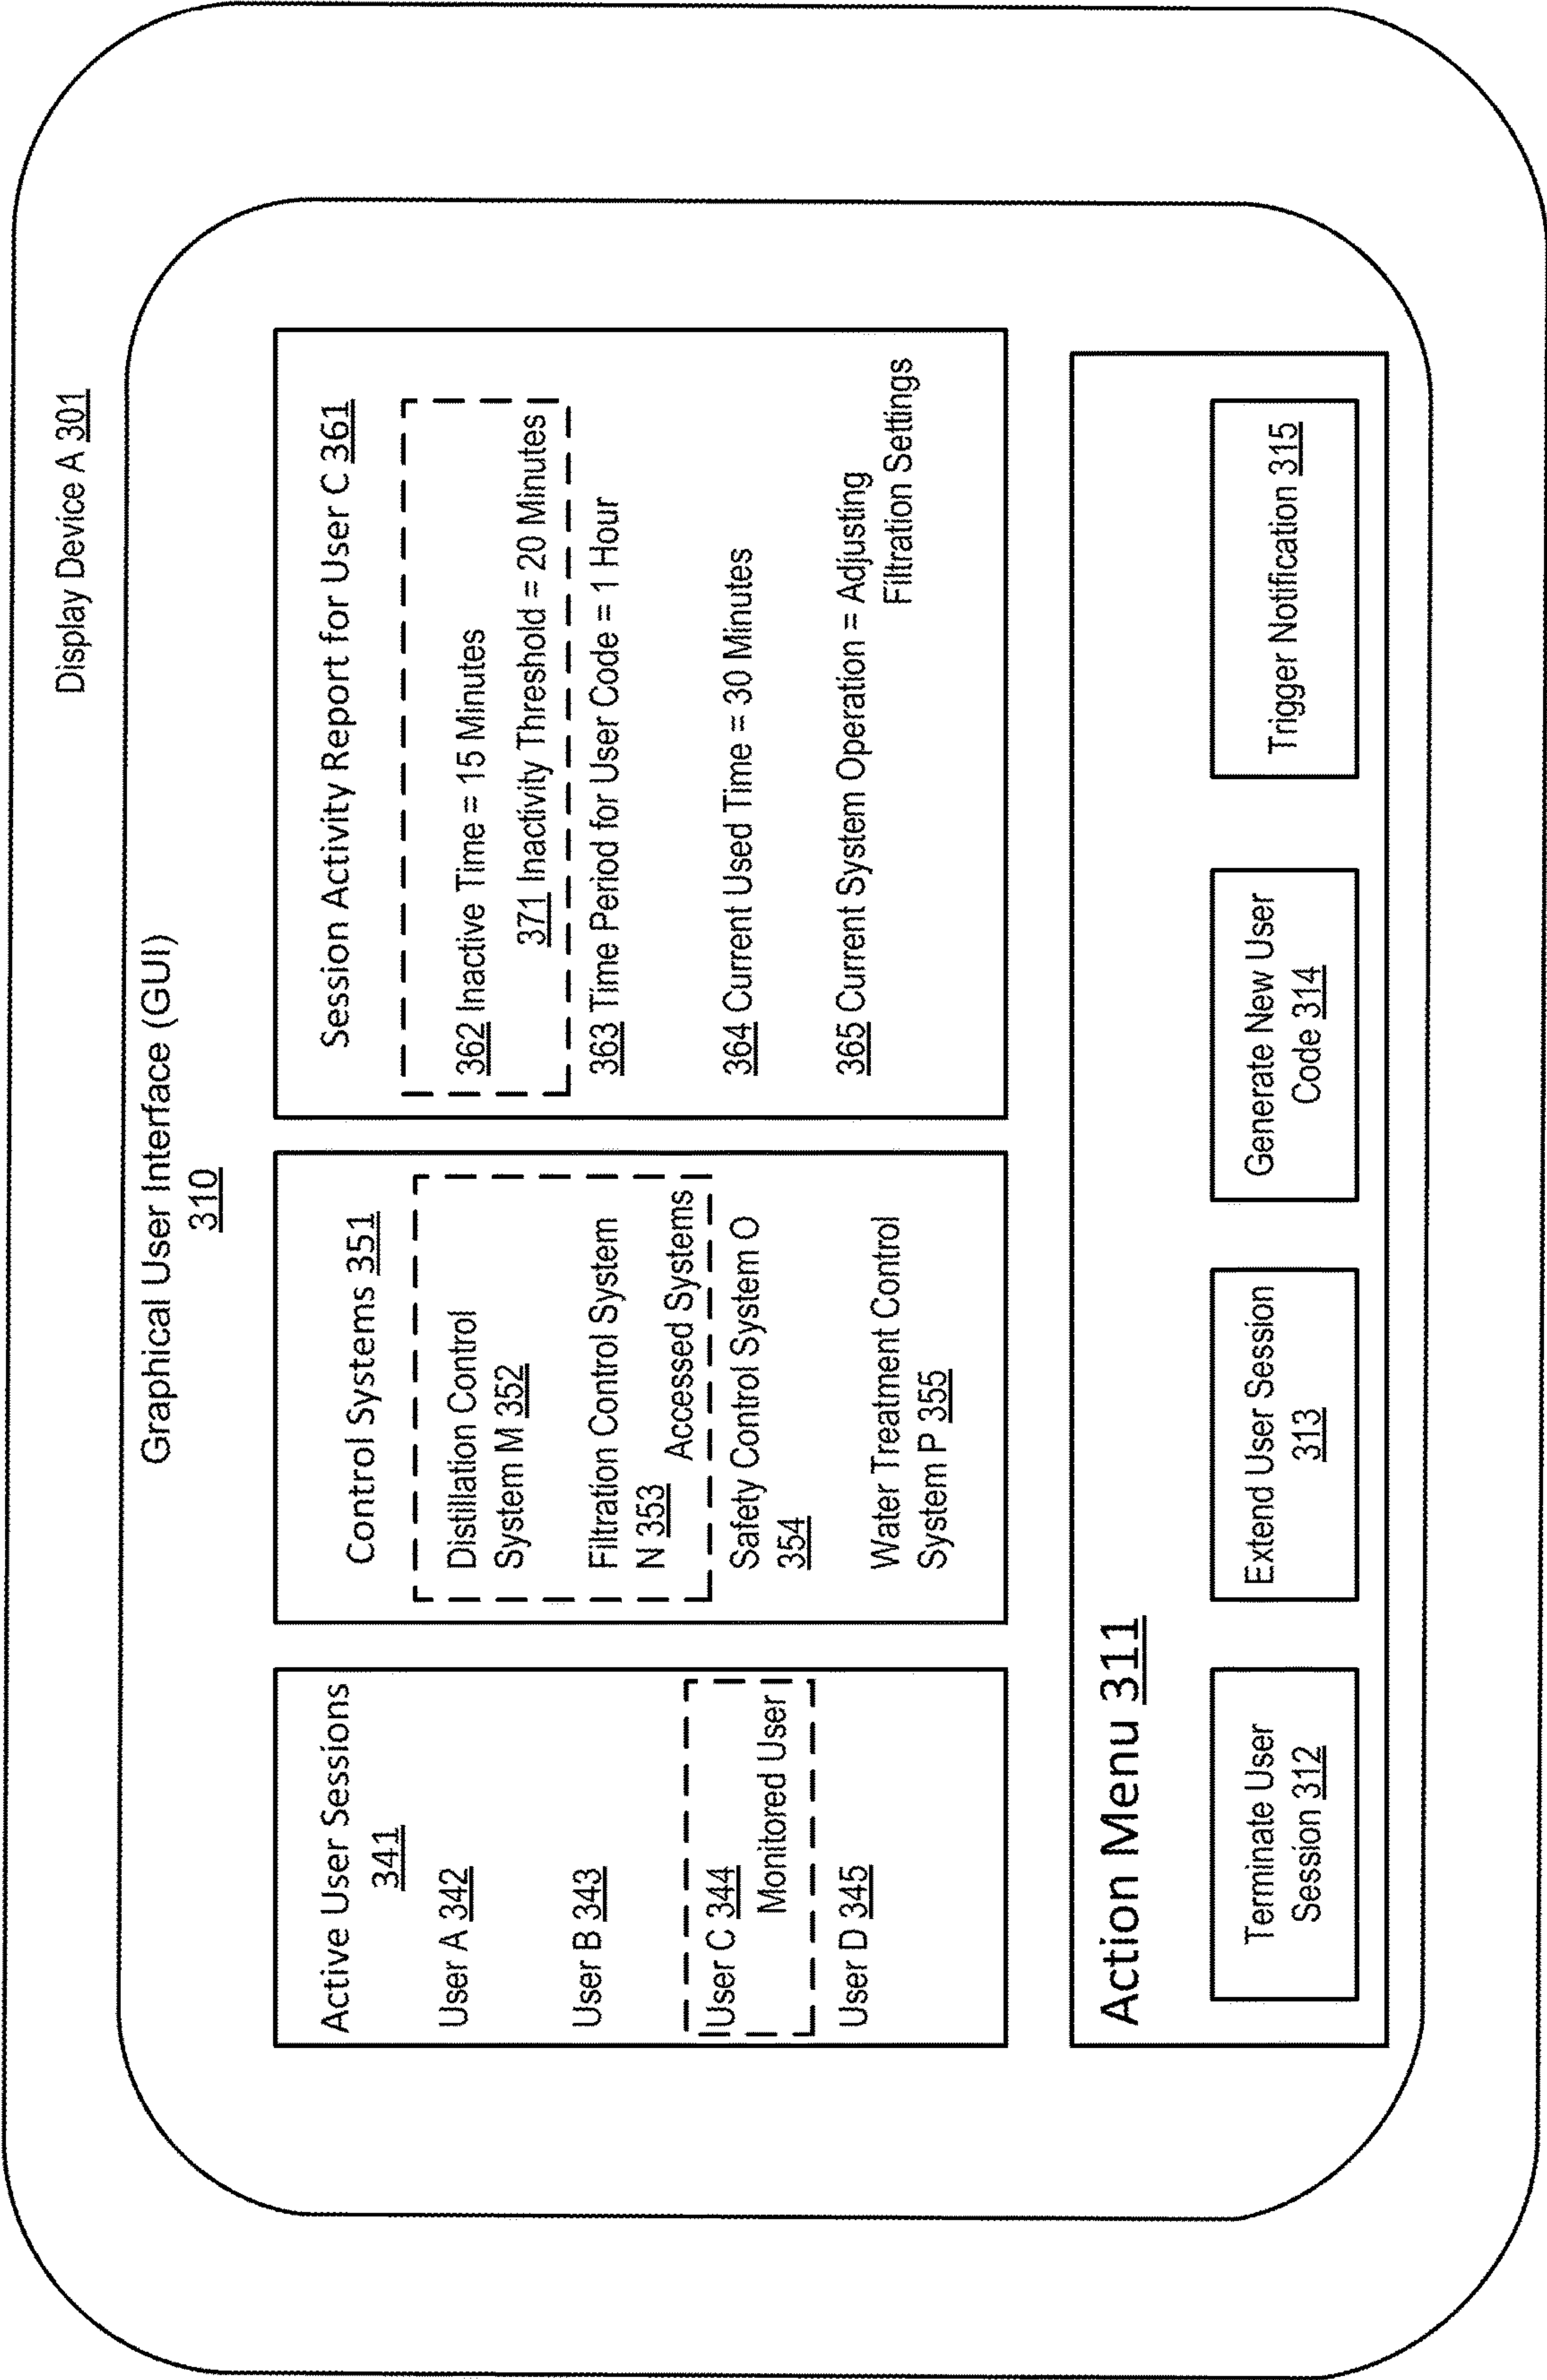 Display Device A 301
Graphical User Interface (GUI)
310
Active User Sessions
341
User A 342
User B 343
User C 344
Monitored User
User D 345
Control Systems 351
Distillation Control
System M 352
Filtration Control System
N 353
Accessed Systems
Safety Control System O
354
Water Treatment Control
System P 355
Session Activity Report for User C 361
362 Inactive Time = 15 Minutes
371 Inactivity Threshold = 20 Minutes
363 Time Period for User Code = 1 Hour
364 Current Used Time = 30 Minutes
365 Current System Operation = Adjusting
Filtration Settings
Action Menu 311
Terminate User
Session 312
Extend User Session
313
Generate New User
Code 314
Trigger Notification 315